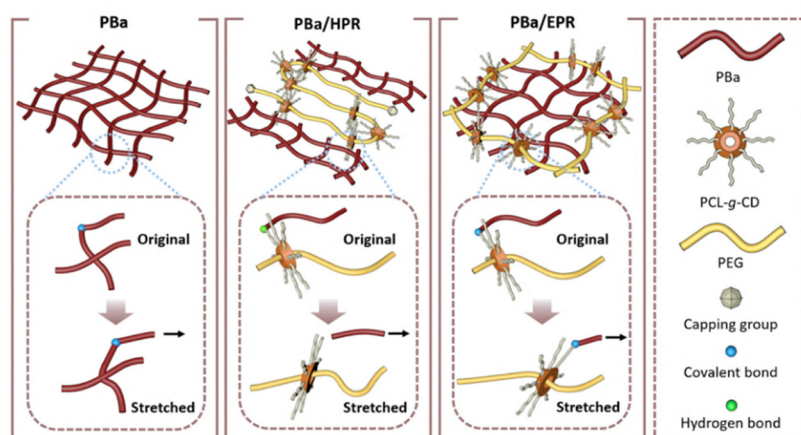 PBa
Original
Stretched
PBa/HPR
Original
Stretched
PBa/EPR
Original
Stretched
PBa
PCL-g-CD
PEG
Capping group
Covalent bond
Hydrogen bond